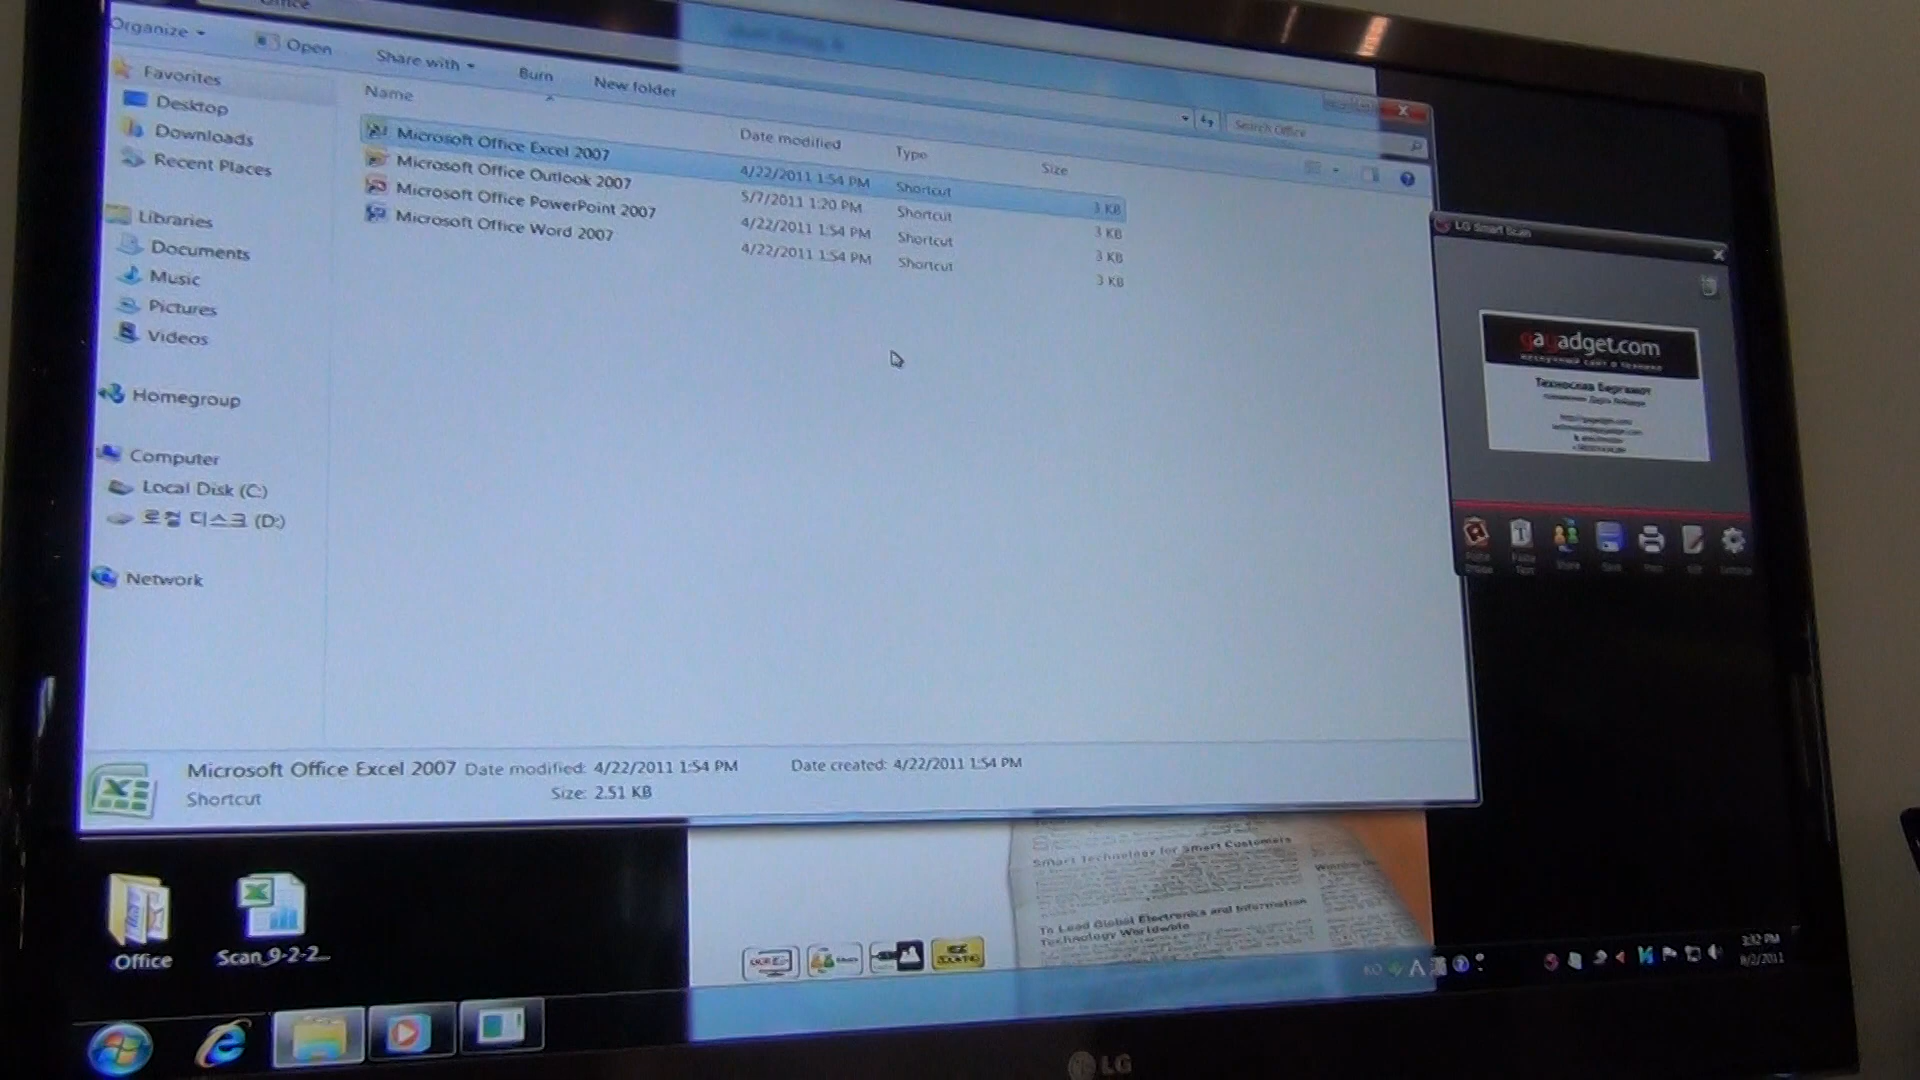 Office
Organize
Open
Share with
Burn
New folder
Search Office
Favorites
Desktop
Downloads
Recent Places
Libraries
Documents
Music
Pictures
Videos
Homegroup
Computer
Local Disk (C:)
로컬 디스크 (D:)
Network
Name Date modified Type Size
Microsoft Office Excel 2007 4/22/2011 1:54 PM Shortcut 3 KB
Microsoft Office Outlook 2007 5/7/2011 1:20 PM Shortcut 3 KB
Microsoft Office PowerPoint 2007 4/22/2011 1:54 PM Shortcut 3 KB
Microsoft Office Word 2007 4/22/2011 1:54 PM Shortcut 3 KB
LG Smart Scan
gagadget.com
Технослав Бергамот
Microsoft Office Excel 2007 Date modified: 4/22/2011 1:54 PM Date created: 4/22/2011 1:54 PM
Shortcut Size: 2.51 KB
Smart Technology for Smart Customers
To Lead Global Electronics and Information
Technology Worldwide
Office
Scan_9-2-2...
KO
3:32 PM
LG